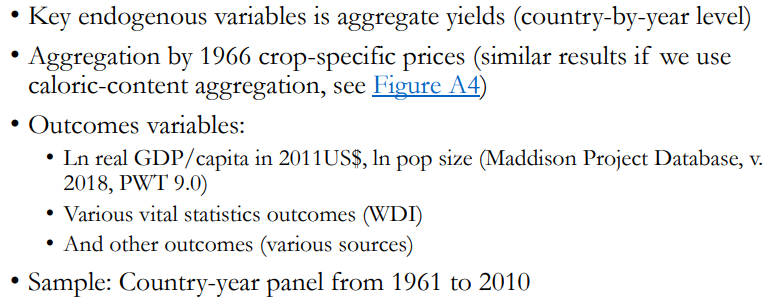 • Key endogenous variables is aggregate yields (country-by-year level)
• Aggregation by 1966 crop-specific prices (similar results if we use
caloric-content aggregation, see Figure A4)
• Outcomes variables:
• Ln real GDP/capita in 2011US$, ln pop size (Maddison Project Database, v.
2018, PWT 9.0)
• Various vital statistics outcomes (WDI)
• And other outcomes (various sources)
• Sample: Country-year panel from 1961 to 2010